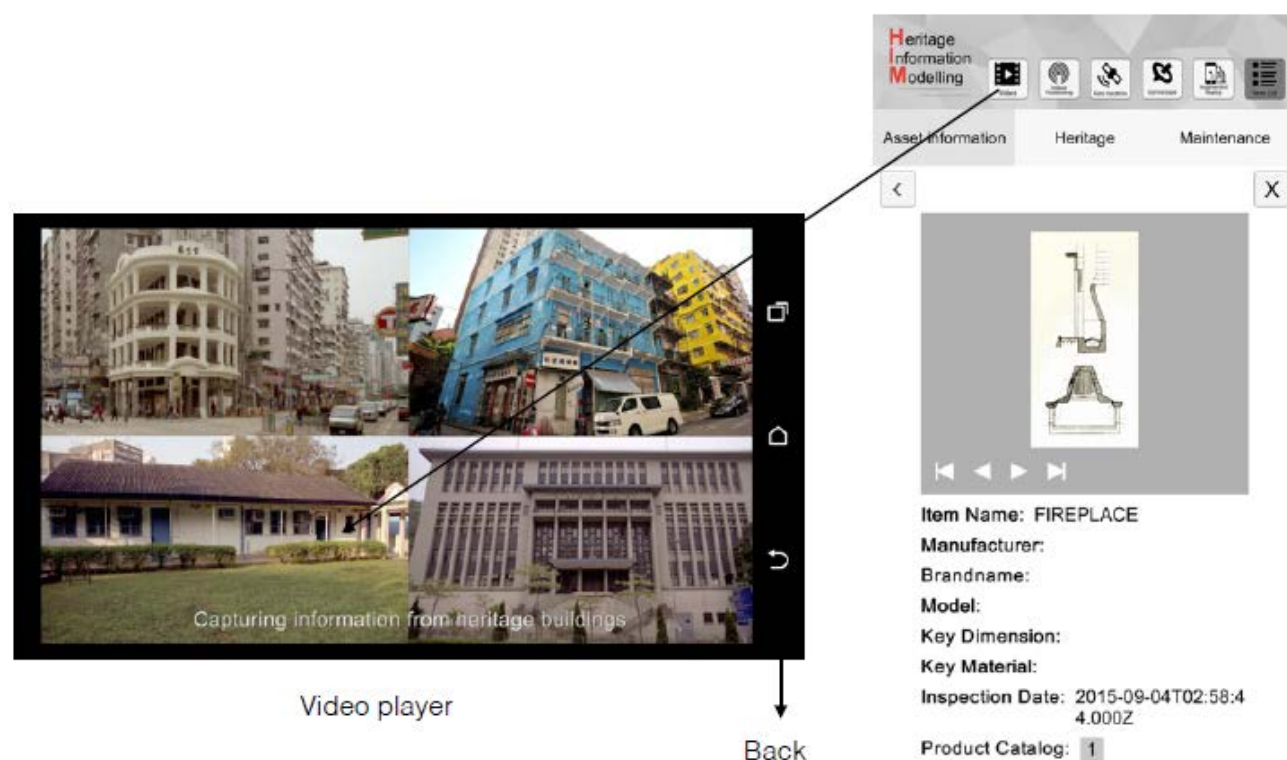 Heritage
Information
Modelling
Asset information
Heritage
Maintenance
<
X
Capturing information from heritage buildings
Item Name: FIREPLACE
Manufacturer:
Brandname:
Model:
Key Dimension:
Key Material:
Inspection Date: 2015-09-04T02:58:4
4.000Z
Product Catalog: 1
Video player
Back